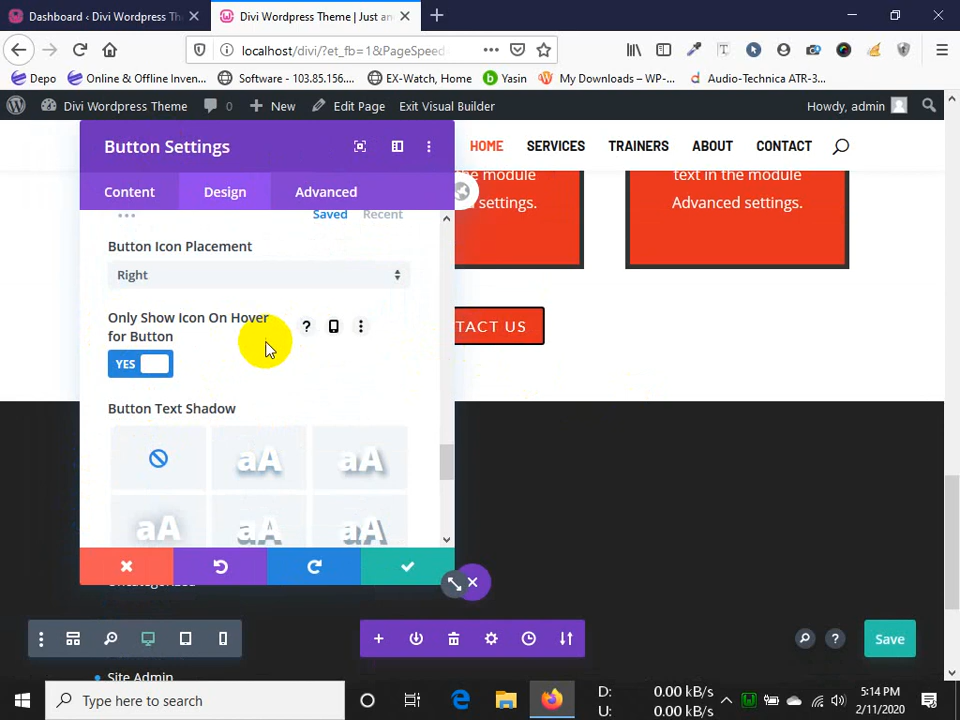 Dashboard ‹ Divi Wordpress Th
Divi Wordpress Theme | Just an
localhost/divi/?et_fb=1&PageSpeed
Depo
Online & Offline Inven...
Software - 103.85.156....
EX-Watch, Home
Yasin
My Downloads – WP-...
Audio-Technica ATR-3...
Divi Wordpress Theme
0
New
Edit Page
Exit Visual Builder
Howdy, admin
Button Settings
HOME
SERVICES
TRAINERS
ABOUT
CONTACT
Content
Design
Advanced
the module
text in the module
settings.
Advanced settings.
Saved
Recent
Button Icon Placement
Right
Only Show Icon On Hover
for Button
?
YES
TACT US
Button Text Shadow
aA
aA
aA
aA
aA
Save
?
Site Admin
Type here to search
D:
0.00 kB/s
U:
0.00 kB/s
5:14 PM
2/11/2020